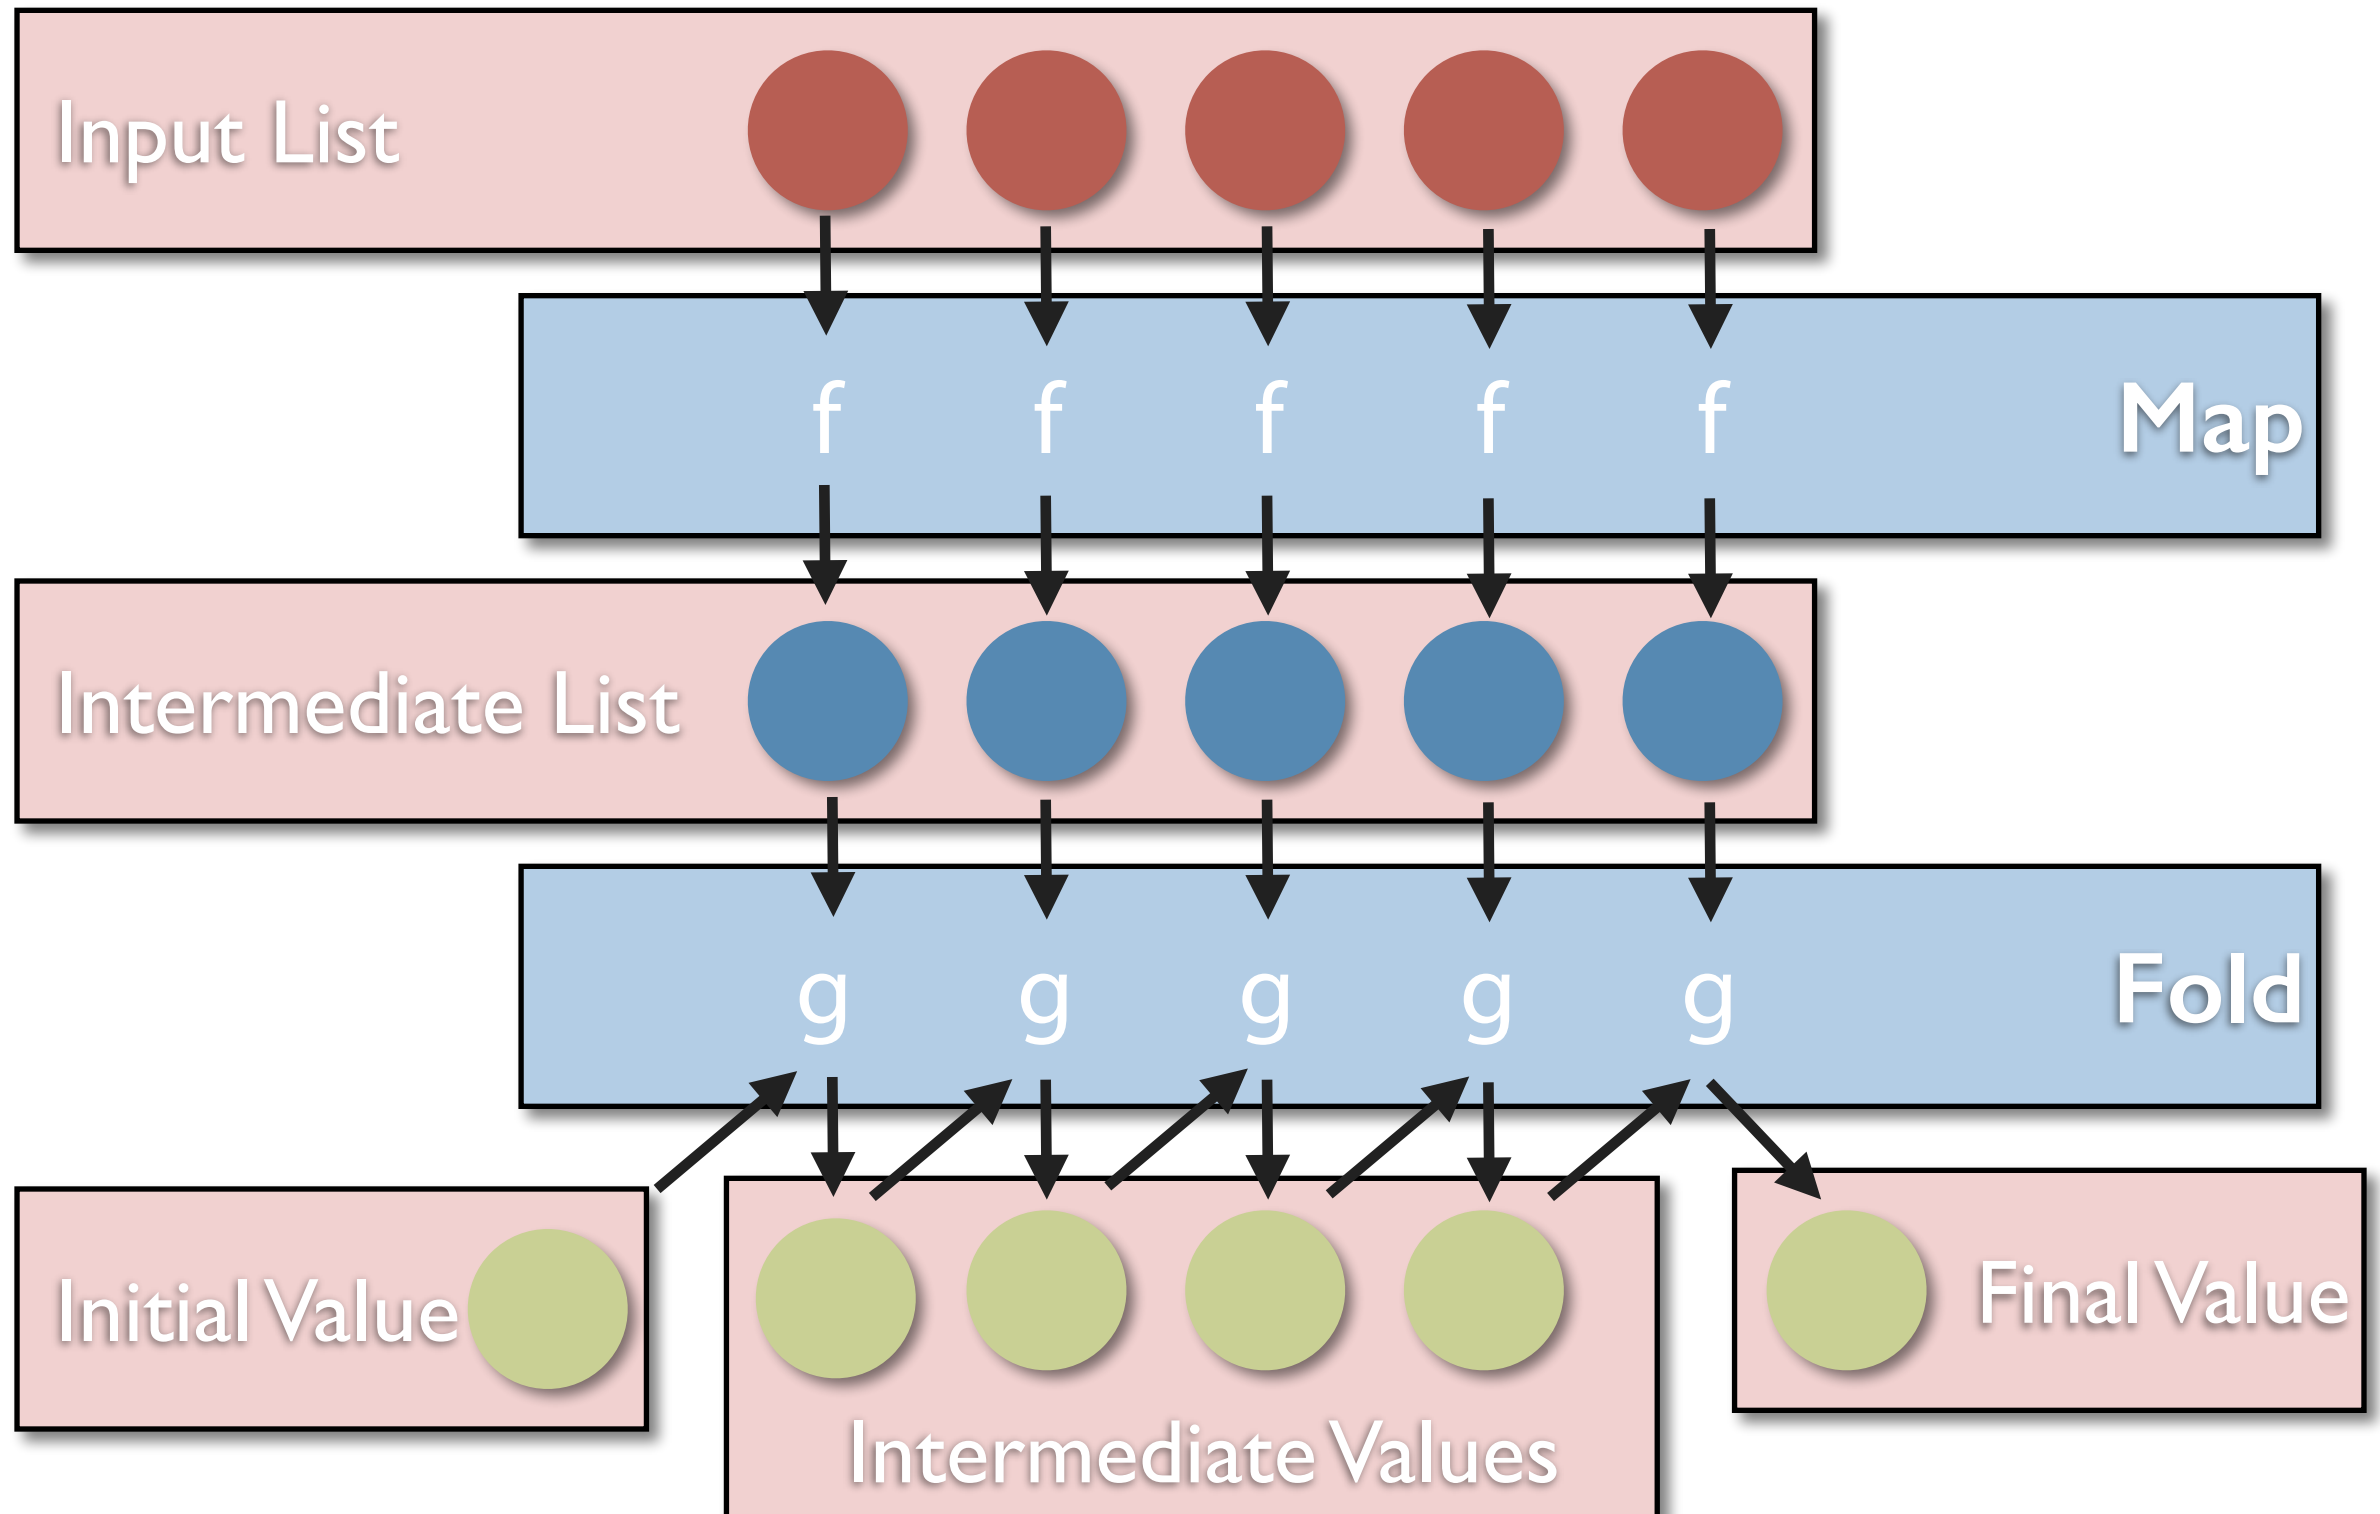 Input List
f f f f f
Map
Intermediate List
g g g g g
Fold
Initial Value
Final Value
Intermediate Values